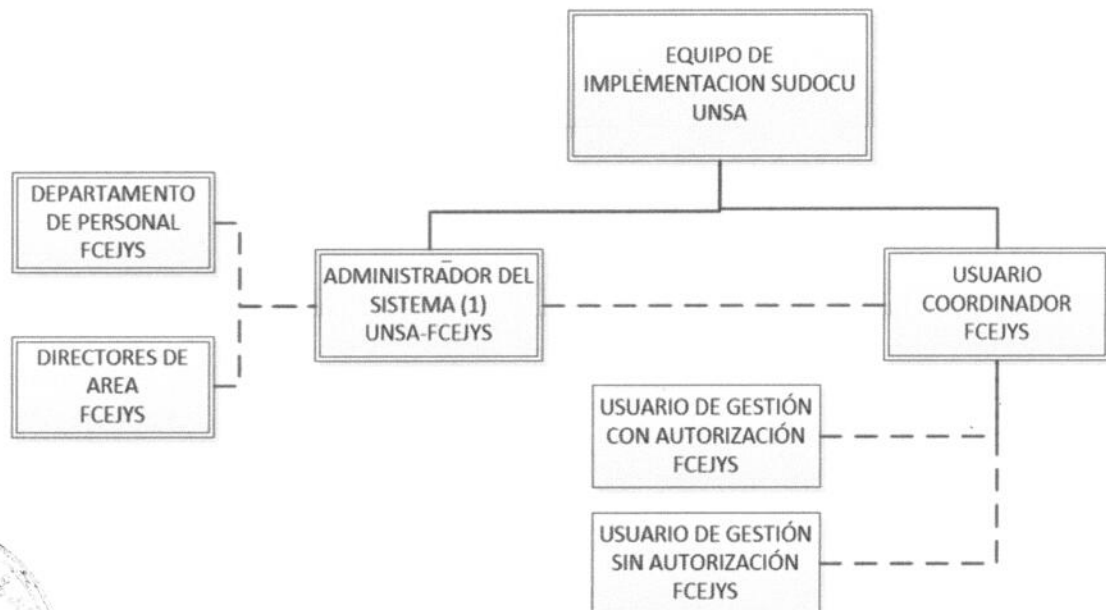 EQUIPO DE
IMPLEMENTACION SUDOCU
UNSA
DEPARTAMENTO
DE PERSONAL
FCEJYS
ADMINISTRADOR DEL
SISTEMA (1)
UNSA-FCEJYS
USUARIO
COORDINADOR
FCEJYS
DIRECTORES DE
AREA
FCEJYS
USUARIO DE GESTIÓN
CON AUTORIZACIÓN
FCEJYS
USUARIO DE GESTIÓN
SIN AUTORIZACIÓN
FCEJYS